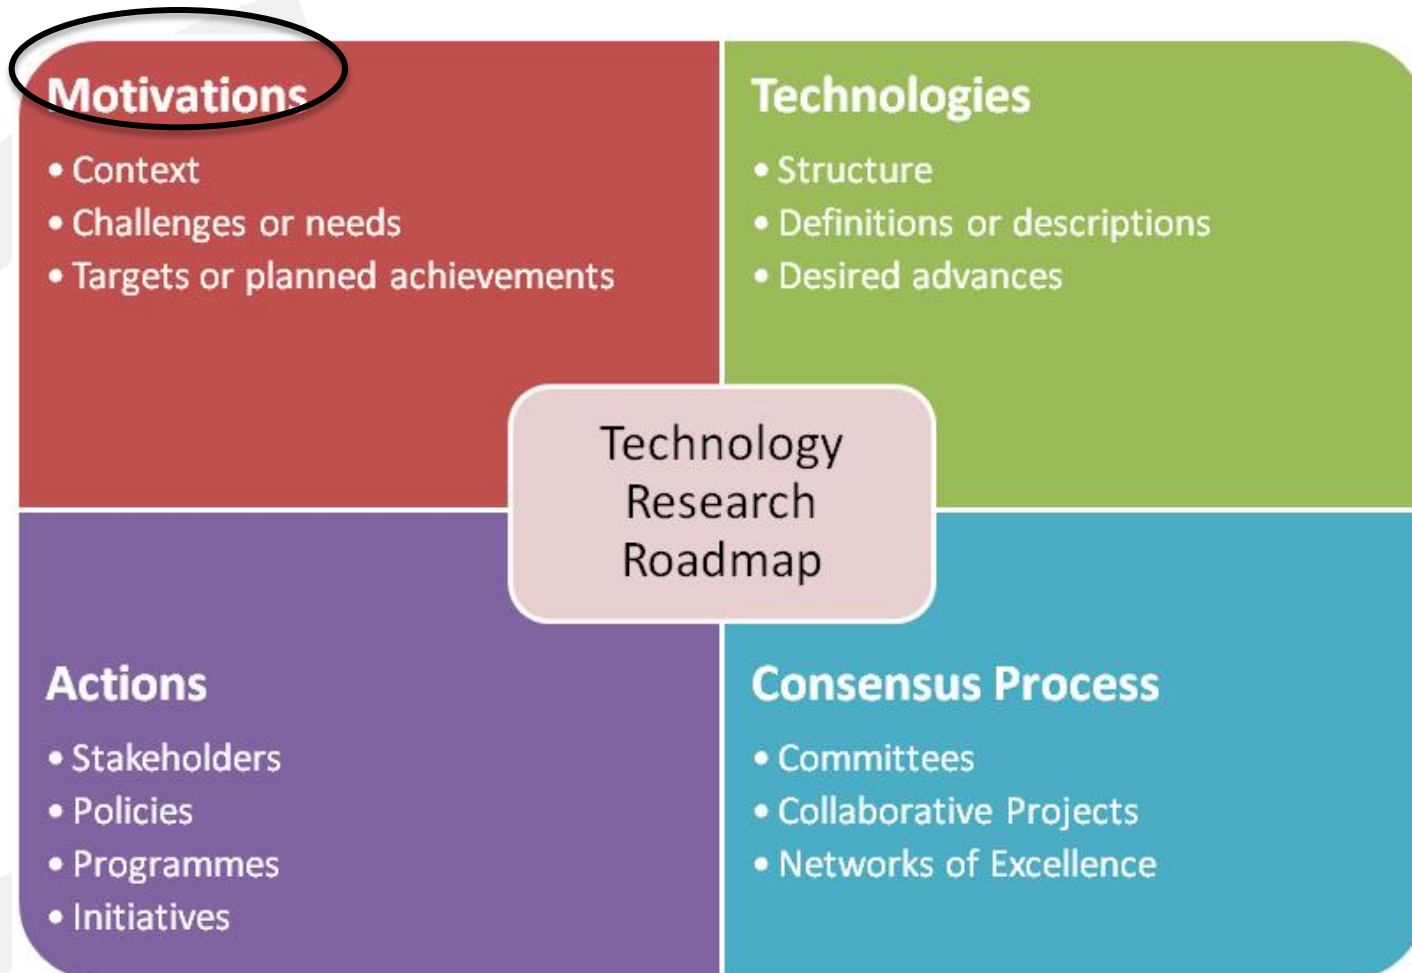 Motivations
• Context
• Challenges or needs
• Targets or planned achievements
Technologies
• Structure
• Definitions or descriptions
• Desired advances
Technology
Research
Roadmap
Actions
• Stakeholders
• Policies
• Programmes
• Initiatives
Consensus Process
• Committees
• Collaborative Projects
• Networks of Excellence